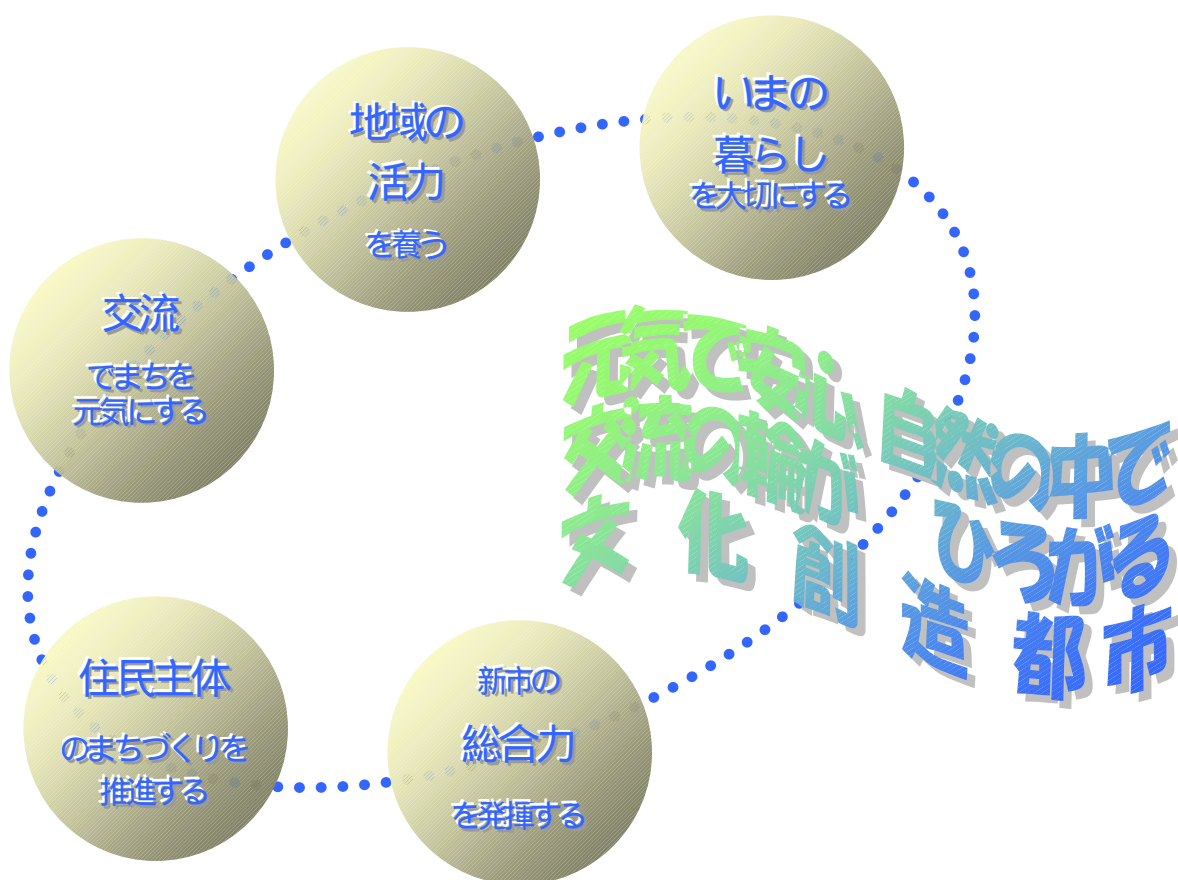 いまの
暮らし
を大切にする
地域の
活力
を養う
交流
でまちを
元気にする
住民主体
のまちづくりを
推進する
新市の
総合力
を発揮する
元気で安心 自然の中で
交流の輪が ひろがる
文化創造都市